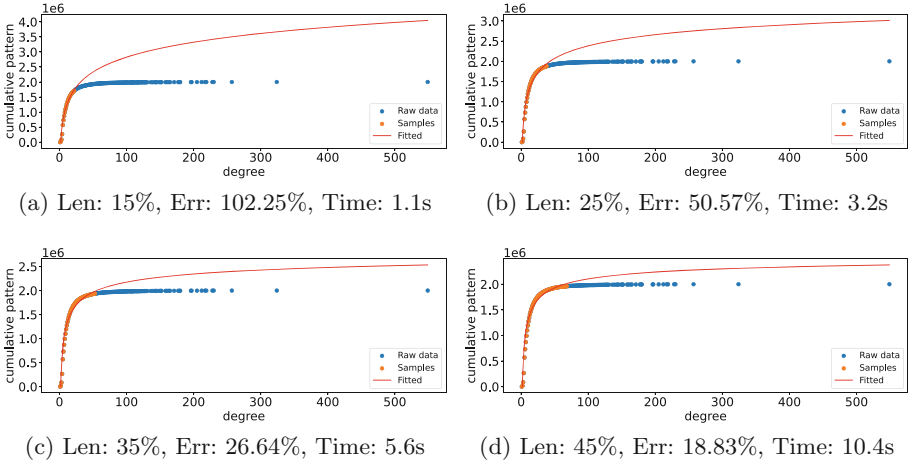 1e6
cumulative pattern
4.0
3.5
3.0
2.5
2.0
1.5
1.0
0.5
0.0
Raw data
Samples
Fitted
0 100 200 300 400 500
degree
(a) Len: 15%, Err: 102.25%, Time: 1.1s
1e6
cumulative pattern
3.0
2.5
2.0
1.5
1.0
0.5
0.0
Raw data
Samples
Fitted
0 100 200 300 400 500
degree
(b) Len: 25%, Err: 50.57%, Time: 3.2s
1e6
cumulative pattern
2.5
2.0
1.5
1.0
0.5
0.0
Raw data
Samples
Fitted
0 100 200 300 400 500
degree
(c) Len: 35%, Err: 26.64%, Time: 5.6s
1e6
cumulative pattern
2.0
1.5
1.0
0.5
0.0
Raw data
Samples
Fitted
0 100 200 300 400 500
degree
(d) Len: 45%, Err: 18.83%, Time: 10.4s